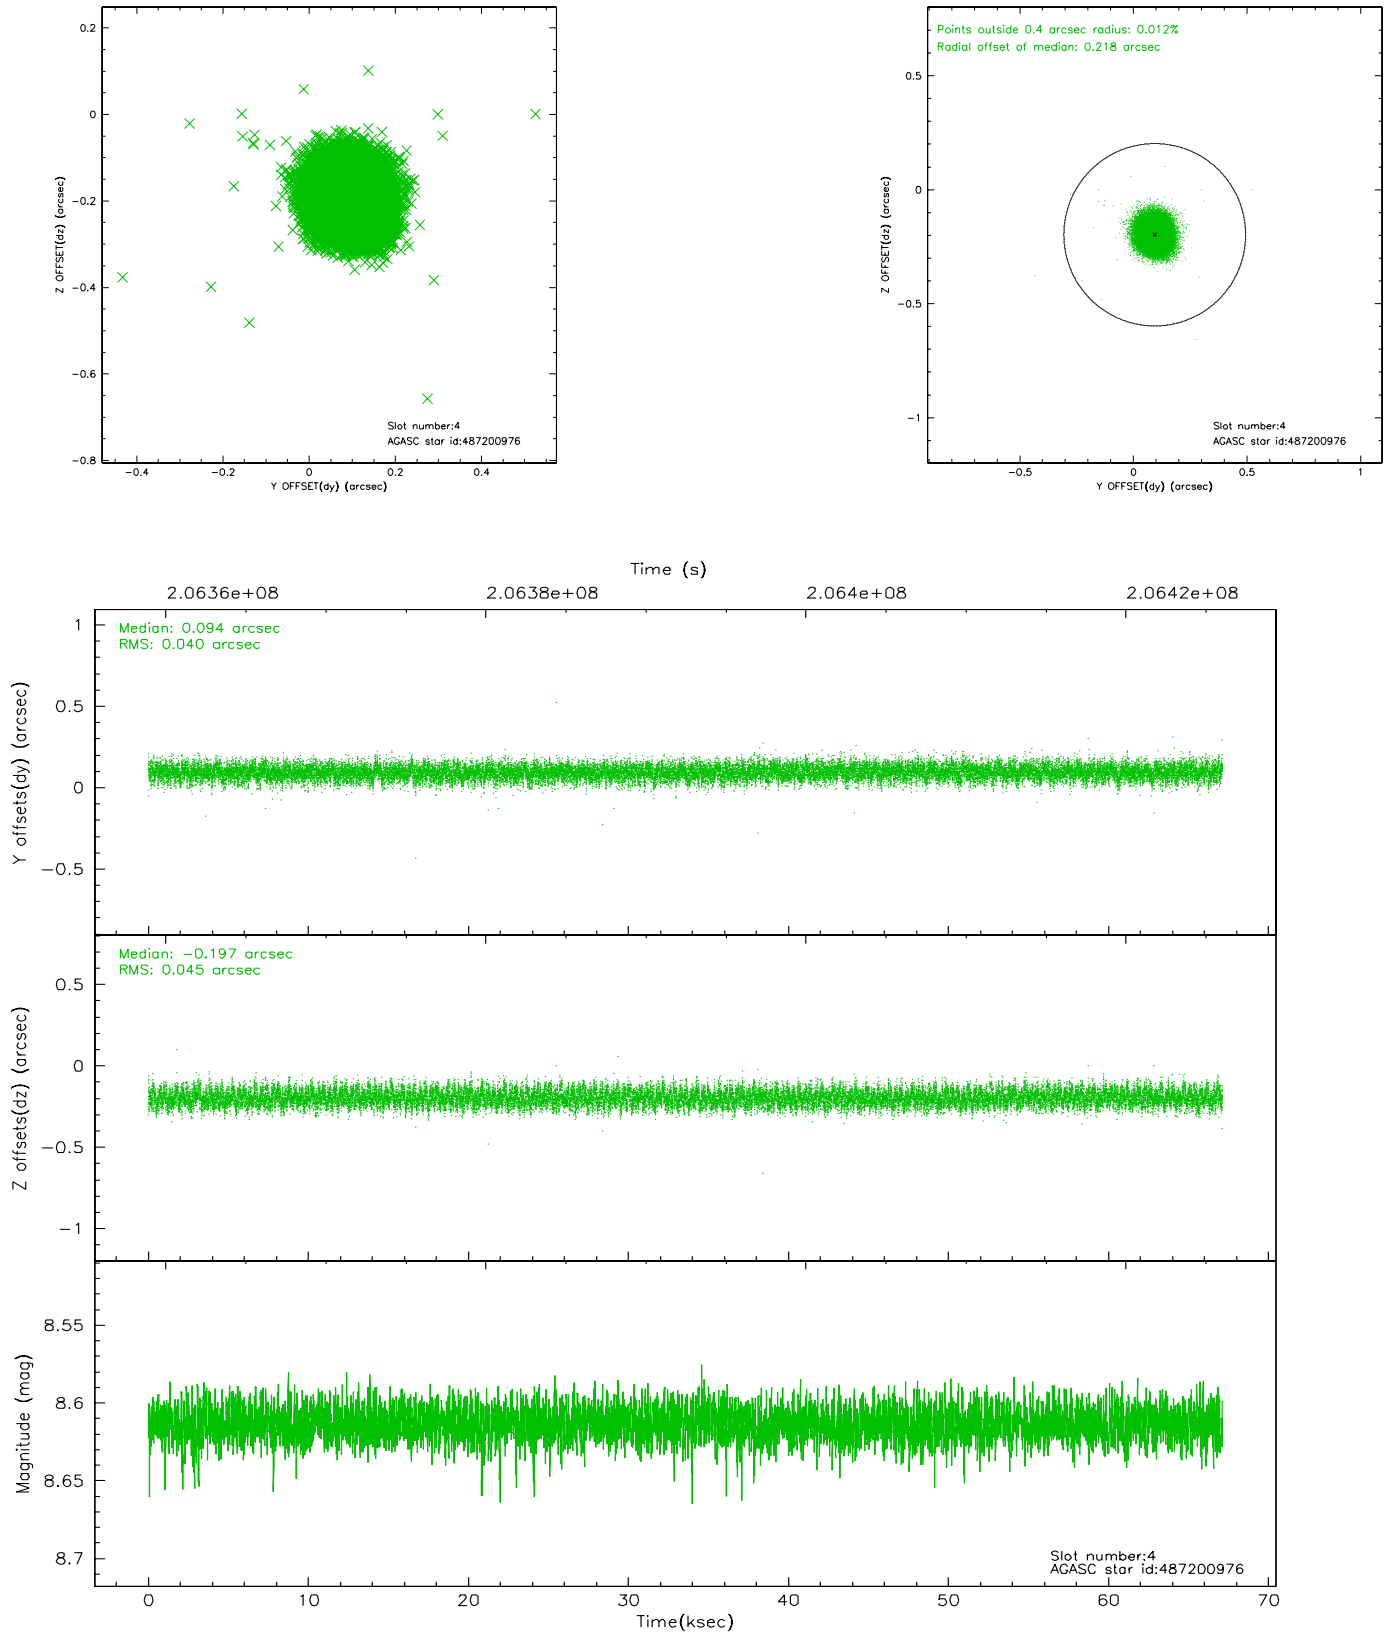 0.2
0
−0.2
−0.4
−0.6
−0.8
Z OFFSET(dz) (arcsec)
Slot number:4
AGASC star id:487200976
−0.4 −0.2 0 0.2 0.4
Y OFFSET(dy) (arcsec)
Points outside 0.4 arcsec radius: 0.012%
Radial offset of median: 0.218 arcsec
0.5
0
−0.5
−1
Z OFFSET(dz) (arcsec)
Slot number:4
AGASC star id:487200976
−0.5 0 0.5 1
Y OFFSET(dy) (arcsec)
Time (s)
2.0636e+08 2.0638e+08 2.064e+08 2.0642e+08
Median: 0.094 arcsec
RMS: 0.040 arcsec
1
0.5
0
−0.5
Y offsets(dy) (arcsec)
Median: −0.197 arcsec
RMS: 0.045 arcsec
0.5
0
−0.5
−1
Z offsets(dz) (arcsec)
8.55
8.6
8.65
8.7
Magnitude (mag)
Slot number:4
AGASC star id:487200976
0 10 20 30 40 50 60 70
Time(ksec)